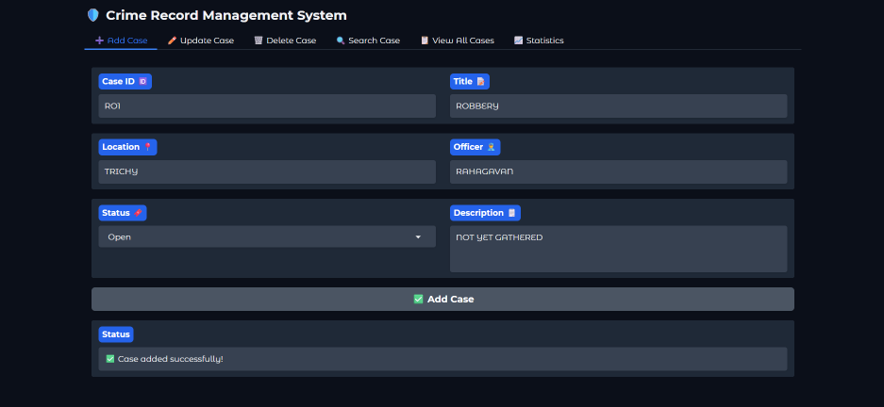 Crime Record Management System
Add Case Update Case Delete Case Search Case View All Cases Statistics
Case ID Title
RO1 ROBBERY
Location Officer
TRICHY RAHAGAVAN
Status Description
Open NOT YET GATHERED
Add Case
Status
Case added successfully!